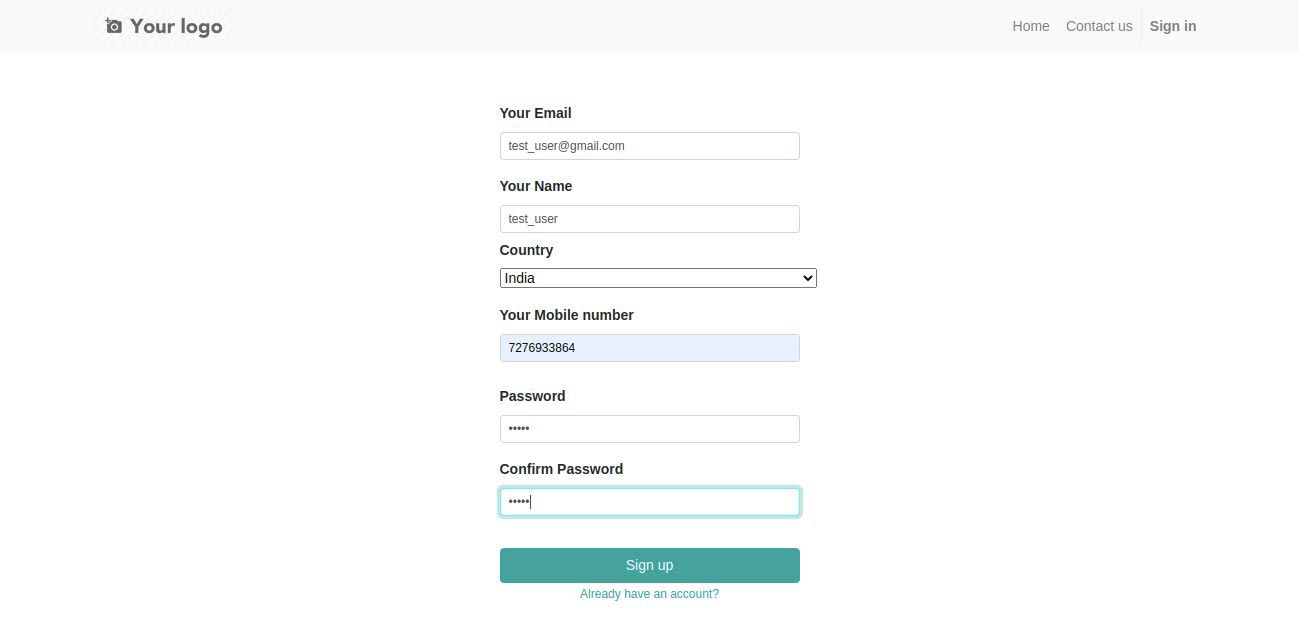 Your logo
Home Contact us Sign in
Your Email
test_user@gmail.com
Your Name
test_user
Country
India
Your Mobile number
7276933864
Password
•••••
Confirm Password
•••••
Sign up
Already have an account?